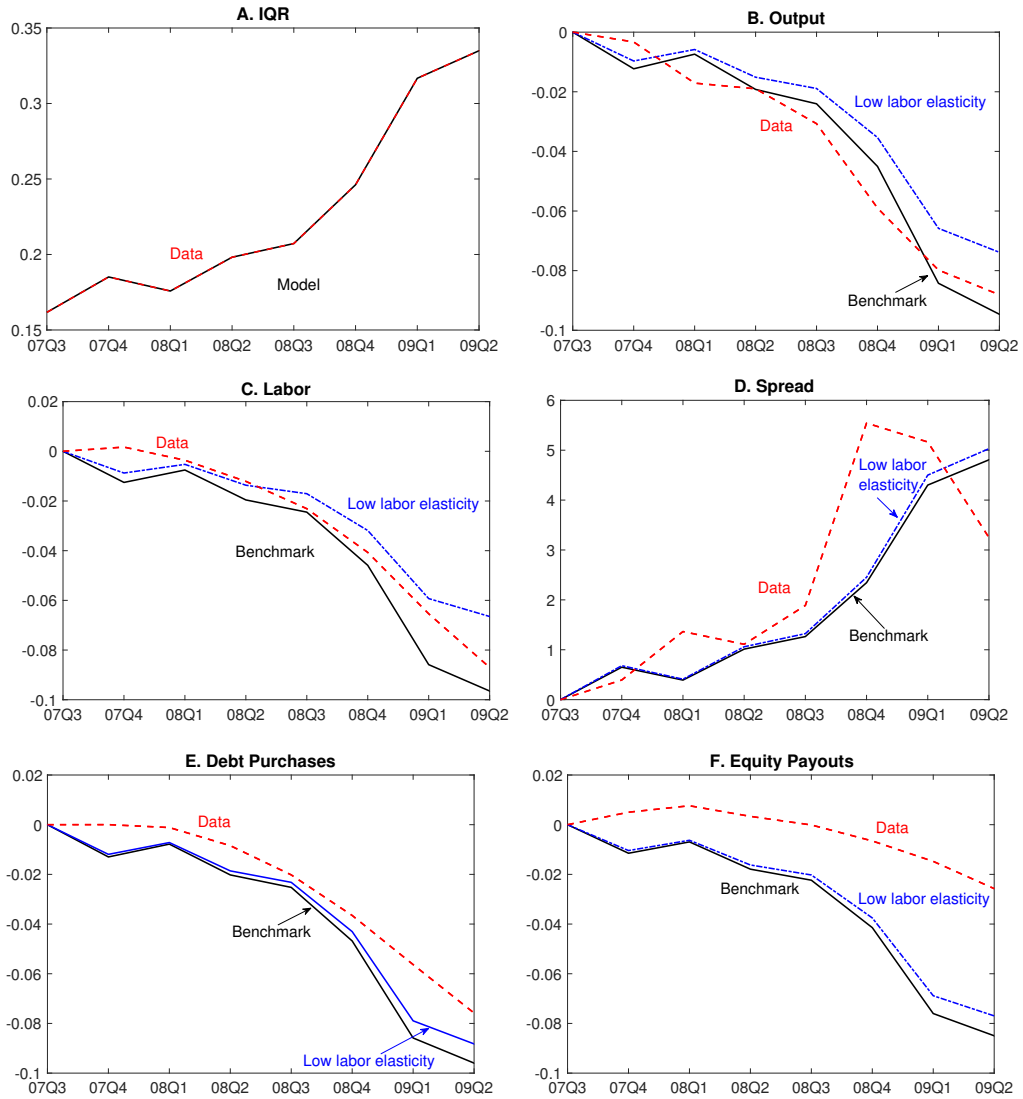 A. IQR
0.35
0.3
0.25
0.2
0.15
Data
Model
07Q3 07Q4 08Q1 08Q2 08Q3 08Q4 09Q1 09Q2
B. Output
0
-0.02
-0.04
-0.06
-0.08
-0.1
Low labor elasticity
Data
Benchmark
07Q3 07Q4 08Q1 08Q2 08Q3 08Q4 09Q1 09Q2
C. Labor
0.02
0
-0.02
-0.04
-0.06
-0.08
-0.1
Data
Low labor elasticity
Benchmark
07Q3 07Q4 08Q1 08Q2 08Q3 08Q4 09Q1 09Q2
D. Spread
6
5
4
3
2
1
0
Low labor
elasticity
Data
Benchmark
07Q3 07Q4 08Q1 08Q2 08Q3 08Q4 09Q1 09Q2
E. Debt Purchases
0.02
0
-0.02
-0.04
-0.06
-0.08
-0.1
Data
Benchmark
Low labor elasticity
07Q3 07Q4 08Q1 08Q2 08Q3 08Q4 09Q1 09Q2
F. Equity Payouts
0.02
0
-0.02
-0.04
-0.06
-0.08
-0.1
Data
Benchmark
Low labor elasticity
07Q3 07Q4 08Q1 08Q2 08Q3 08Q4 09Q1 09Q2